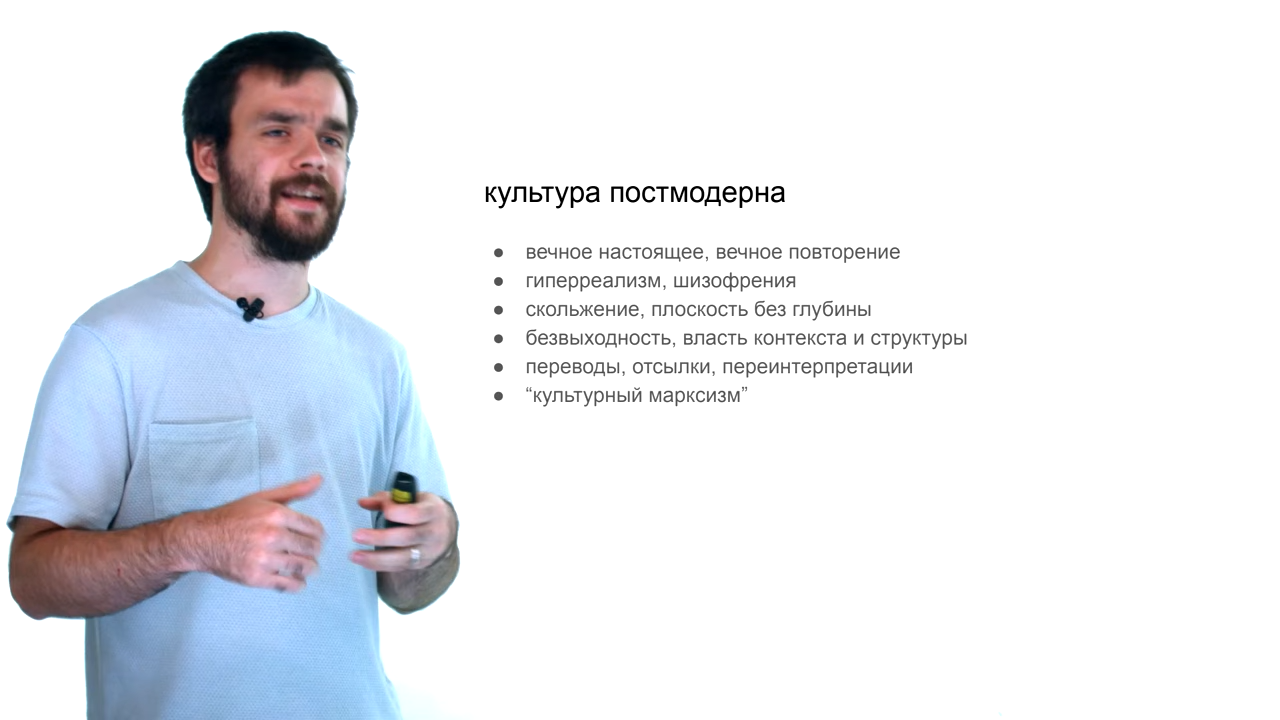 культура постмодерна
● вечное настоящее, вечное повторение
● гиперреализм, шизофрения
● скольжение, плоскость без глубины
● безвыходность, власть контекста и структуры
● переводы, отсылки, переинтерпретации
● “культурный марксизм”